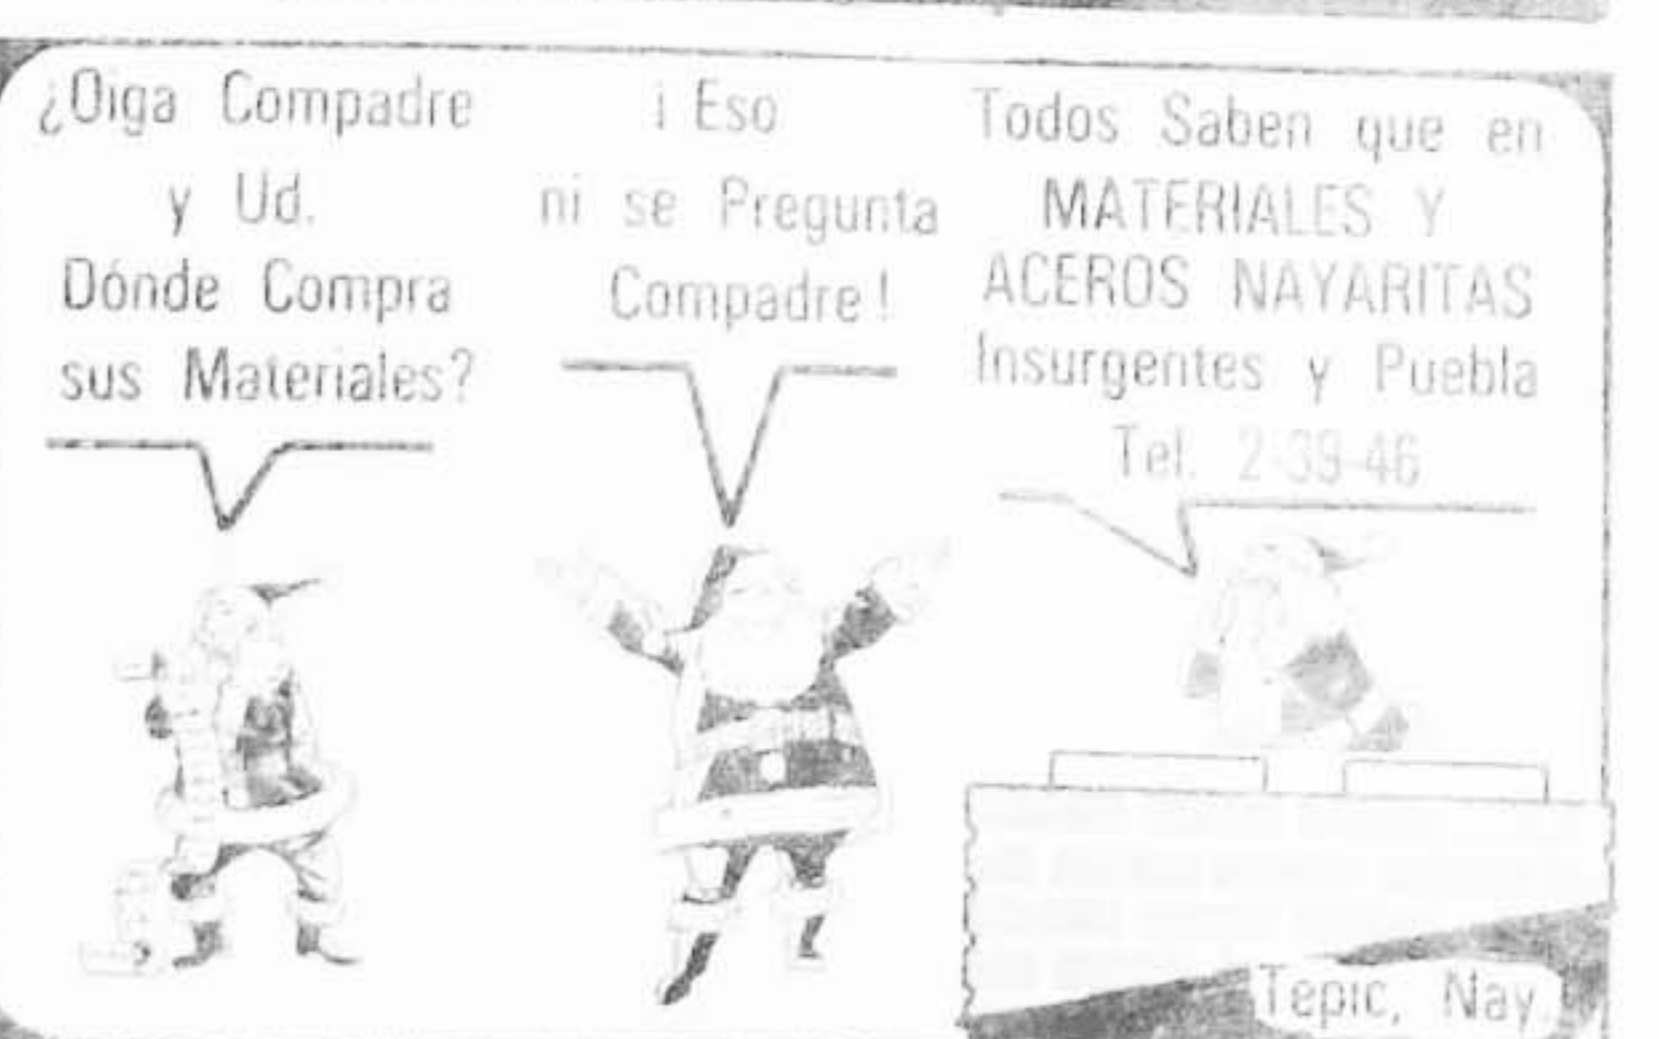 ¿Oiga Compadre
y Ud.
Dónde Compra
sus Materiales?
¡Eso
ni se Pregunta
Compadre!
Todos Saben que en
MATERIALES Y
ACEROS NAYARITAS
Insurgentes y Puebla
Tel. 2-39-46
Tepic, Nay.